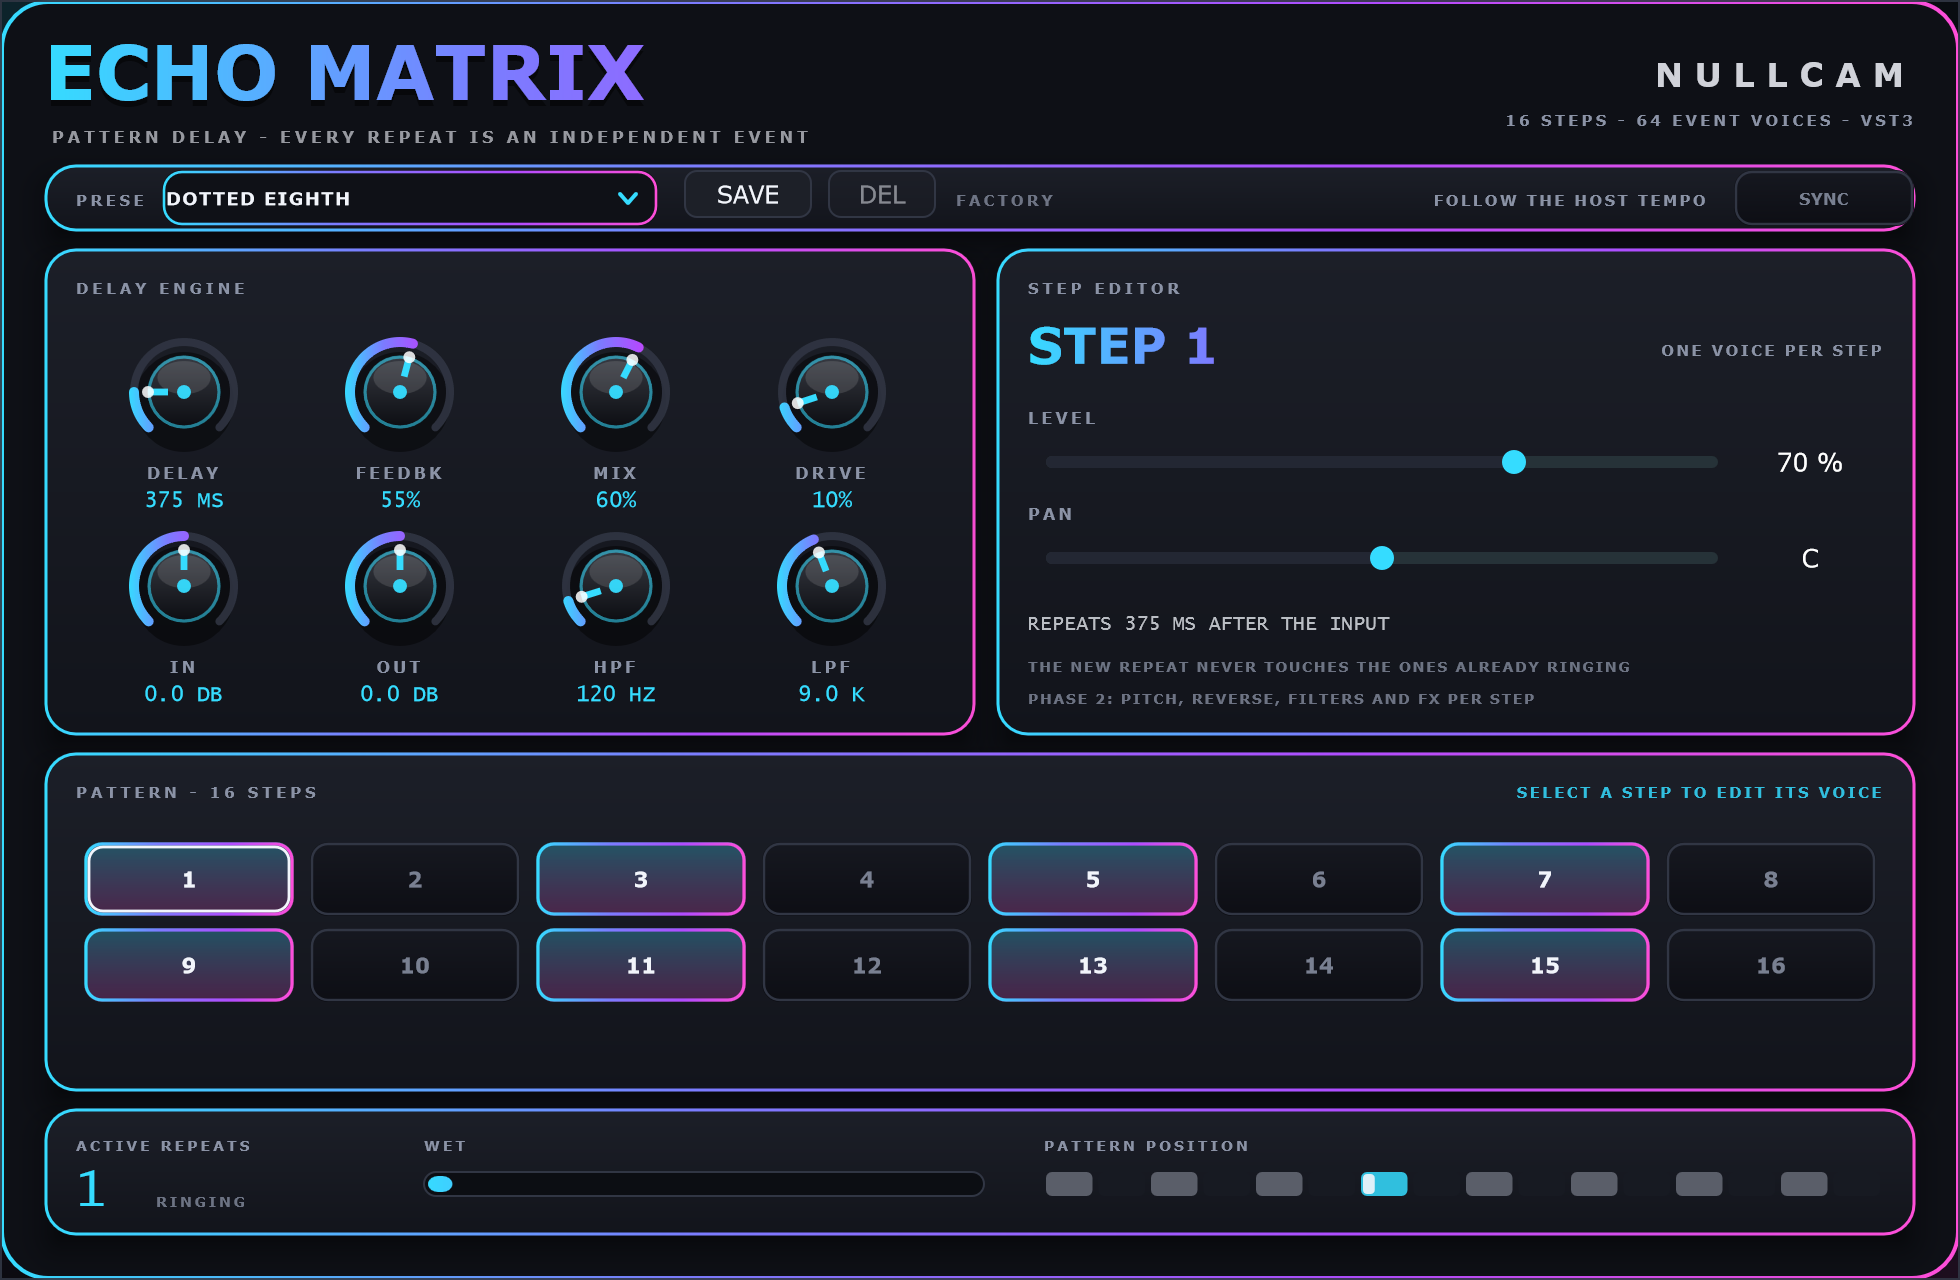 ECHO MATRIX
NULLCAM
PATTERN DELAY - EVERY REPEAT IS AN INDEPENDENT EVENT
16 STEPS - 64 EVENT VOICES - VST3
PRESE
DOTTED EIGHTH
SAVE
DEL
FACTORY
FOLLOW THE HOST TEMPO
SYNC
DELAY ENGINE
DELAY
FEEDBK
MIX
DRIVE
375 MS
55%
60%
10%
IN
OUT
HPF
LPF
0.0 DB
0.0 DB
120 HZ
9.0 K
STEP EDITOR
STEP 1
ONE VOICE PER STEP
LEVEL
70 %
PAN
C
REPEATS 375 MS AFTER THE INPUT
THE NEW REPEAT NEVER TOUCHES THE ONES ALREADY RINGING
PHASE 2: PITCH, REVERSE, FILTERS AND FX PER STEP
PATTERN - 16 STEPS
SELECT A STEP TO EDIT ITS VOICE
1
2
3
4
5
6
7
8
9
10
11
12
13
14
15
16
ACTIVE REPEATS
1
RINGING
WET
PATTERN POSITION